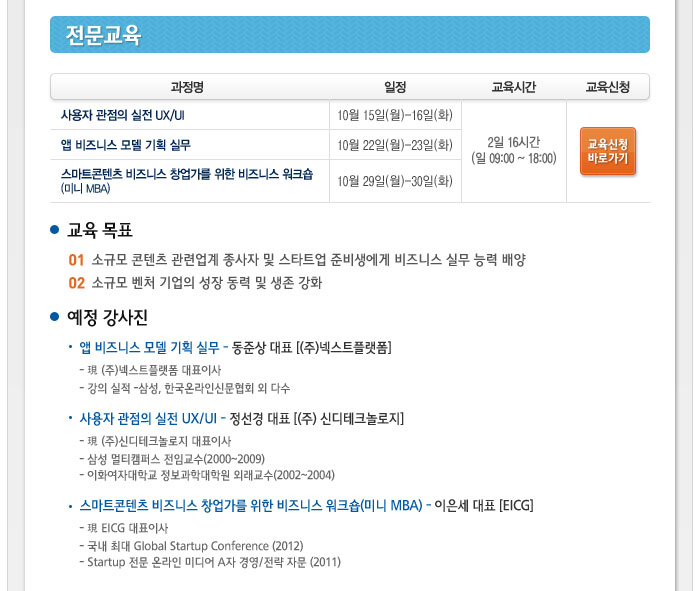 전문교육
과정명 일정 교육시간 교육신청
사용자 관점의 실전 UX/UI 10월 15일(월)-16일(화)
앱 비즈니스 모델 기획 실무 10월 22일(월)-23일(화)
스마트콘텐츠 비즈니스 창업가를 위한 비즈니스 워크숍
(미니 MBA)
10월 29일(월)-30일(화)
2일 16시간
(일 09:00 ~ 18:00)
교육신청
바로가기
교육 목표
01 소규모 콘텐츠 관련업계 종사자 및 스타트업 준비생에게 비즈니스 실무 능력 배양
02 소규모 벤처 기업의 성장 동력 및 생존 강화
예정 강사진
· 앱 비즈니스 모델 기획 실무 - 동준상 대표 [(주)넥스트플랫폼]
- 現 (주)넥스트플랫폼 대표이사
- 강의 실적 -삼성, 한국온라인신문협회 외 다수
· 사용자 관점의 실전 UX/UI - 정선경 대표 [(주) 신디테크놀로지]
- 現 (주)신디테크놀로지 대표이사
- 삼성 멀티캠퍼스 전임교수(2000~2009)
- 이화여자대학교 정보과학대학원 외래교수(2002~2004)
· 스마트콘텐츠 비즈니스 창업가를 위한 비즈니스 워크숍(미니 MBA) - 이은세 대표 [EICG]
- 現 EICG 대표이사
- 국내 최대 Global Startup Conference (2012)
- Startup 전문 온라인 미디어 A자 경영/전략 자문 (2011)